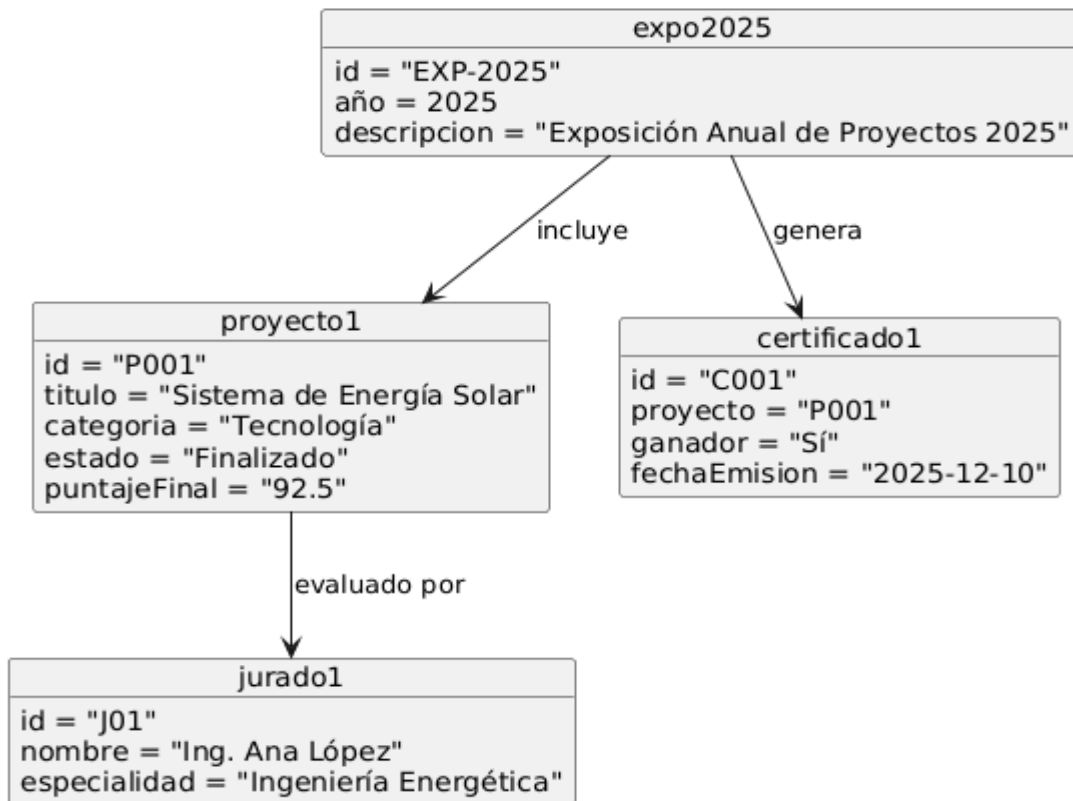 expo2025
id = "EXP-2025"
año = 2025
descripcion = "Exposición Anual de Proyectos 2025"
incluye
genera
proyecto1
id = "P001"
titulo = "Sistema de Energía Solar"
categoria = "Tecnología"
estado = "Finalizado"
puntajeFinal = "92.5"
certificado1
id = "C001"
proyecto = "P001"
ganador = "Sí"
fechaEmision = "2025-12-10"
evaluado por
jurado1
id = "J01"
nombre = "Ing. Ana López"
especialidad = "Ingeniería Energética"